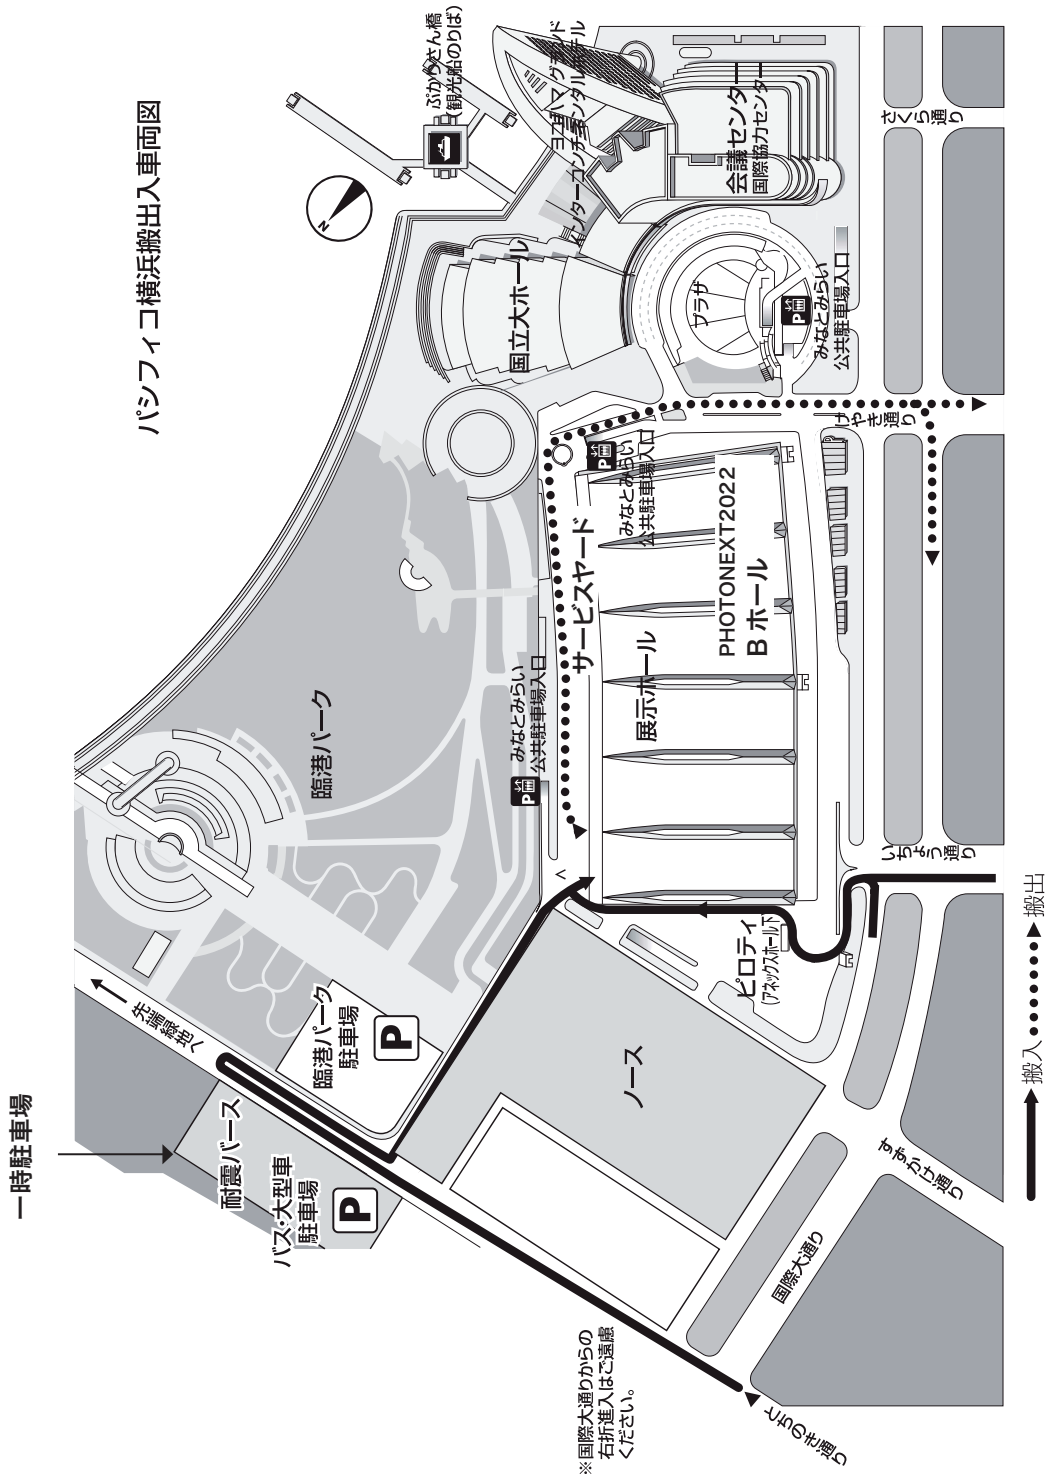 パシフィコ横浜搬出入車両図
一時駐車場
N
ぷかりさん橋
(観光船のりば)
ヨコハマ グランド
インターコンチネンタル ホテル
会議センター
国際協力センター
国立大ホール
プラザ
P
みなとみらい
公共駐車場入口
さくら通り
けやき通り
P
みなとみらい
公共駐車場入口
サービスヤード
PHOTONEXT2022
B ホール
展示ホール
臨港パーク
みなとみらい
公共駐車場入口
P
いちょう通り
ピロティ
(アネックスホール下)
先端緑地へ
臨港パーク
駐車場
P
耐震バース
バス・大型車
駐車場
P
ノース
すずかけ通り
国際大通り
とちのき通り
※国際大通りからの
右折進入はご遠慮
ください。
搬入
搬出